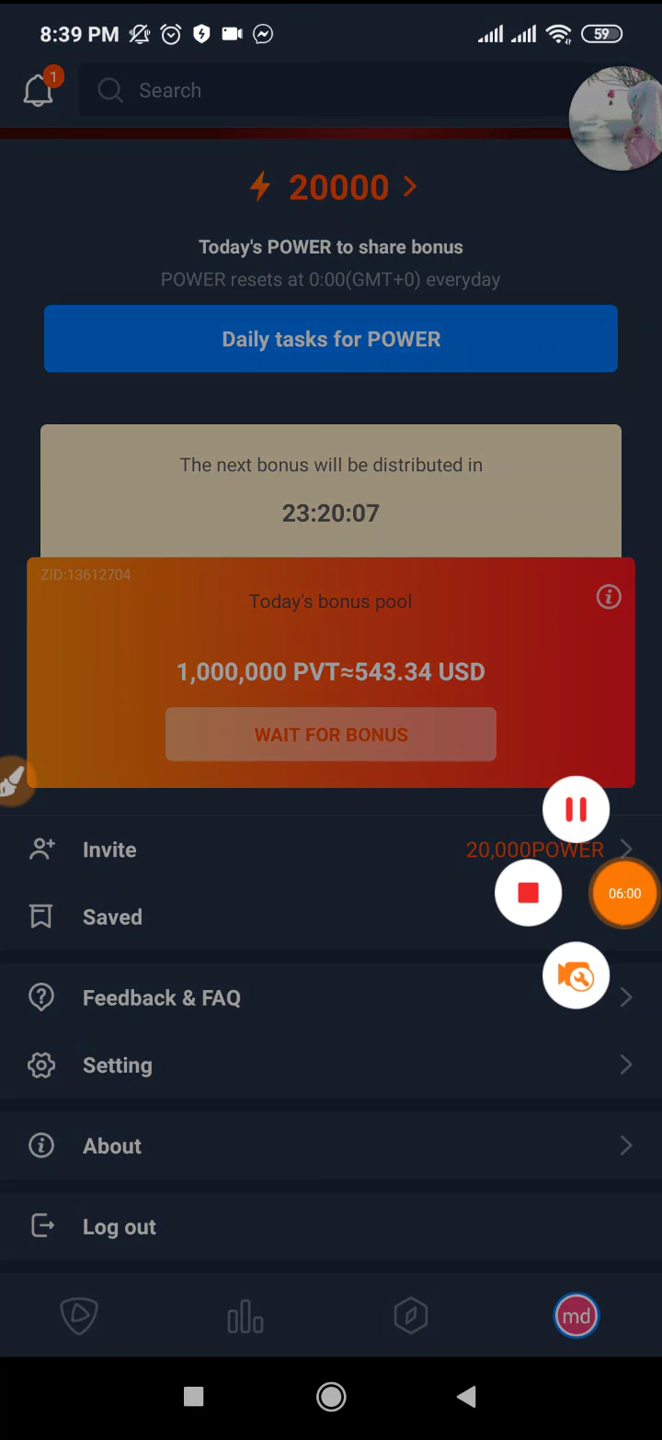 8:39 PM
59
1
Search
20000
Today's POWER to share bonus
POWER resets at 0:00(GMT+0) everyday
Daily tasks for POWER
The next bonus will be distributed in
23:20:07
ZID:13612704
Today's bonus pool
1,000,000 PVT≈543.34 USD
WAIT FOR BONUS
Invite 20,000POWER
Saved
06:00
Feedback & FAQ
Setting
About
Log out
md